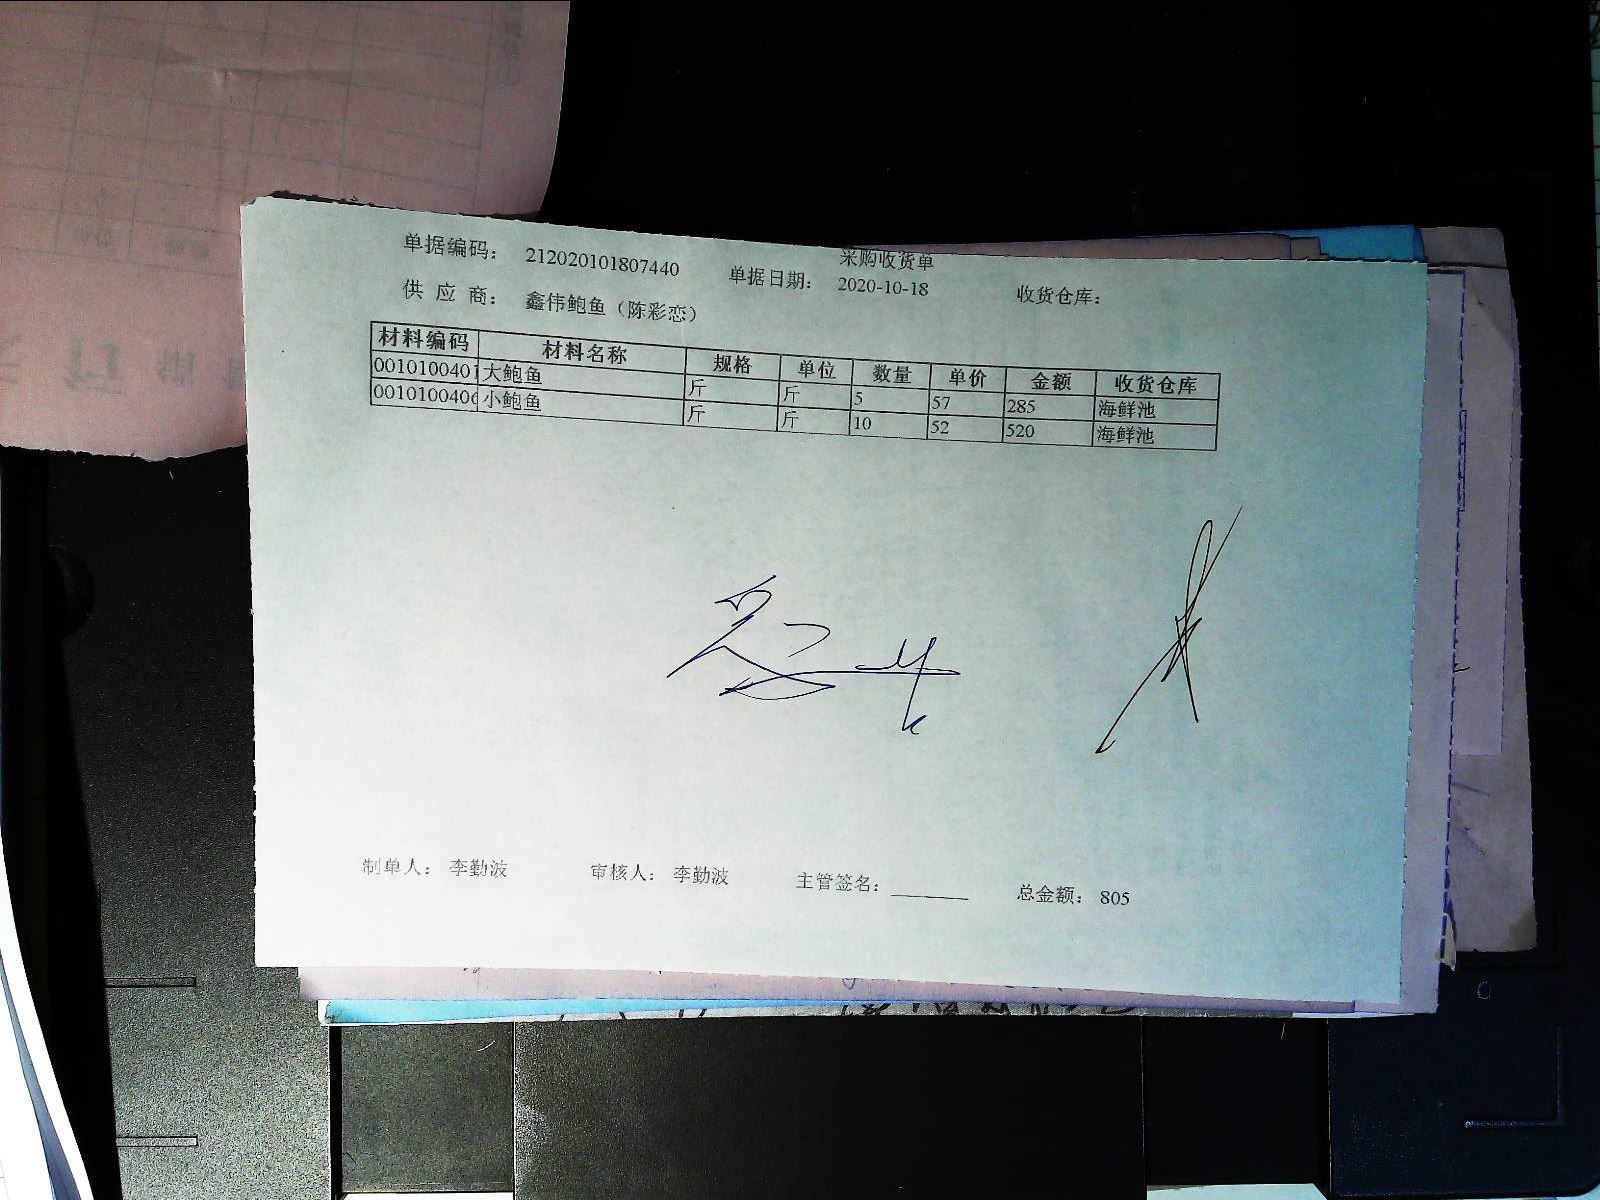 采购收货单
单据编码： 212020101807440 单据日期： 2020-10-18 收货仓库：
供 应 商： 鑫伟鲍鱼（陈彩恋）
材料编码 材料名称 规格 单位 数量 单价 金额 收货仓库
0010100401 大鲍鱼 斤 斤 5 57 285 海鲜池
0010100406 小鲍鱼 斤 斤 10 52 520 海鲜池
制单人： 李勤波 审核人： 李勤波 主管签名： 总金额： 805